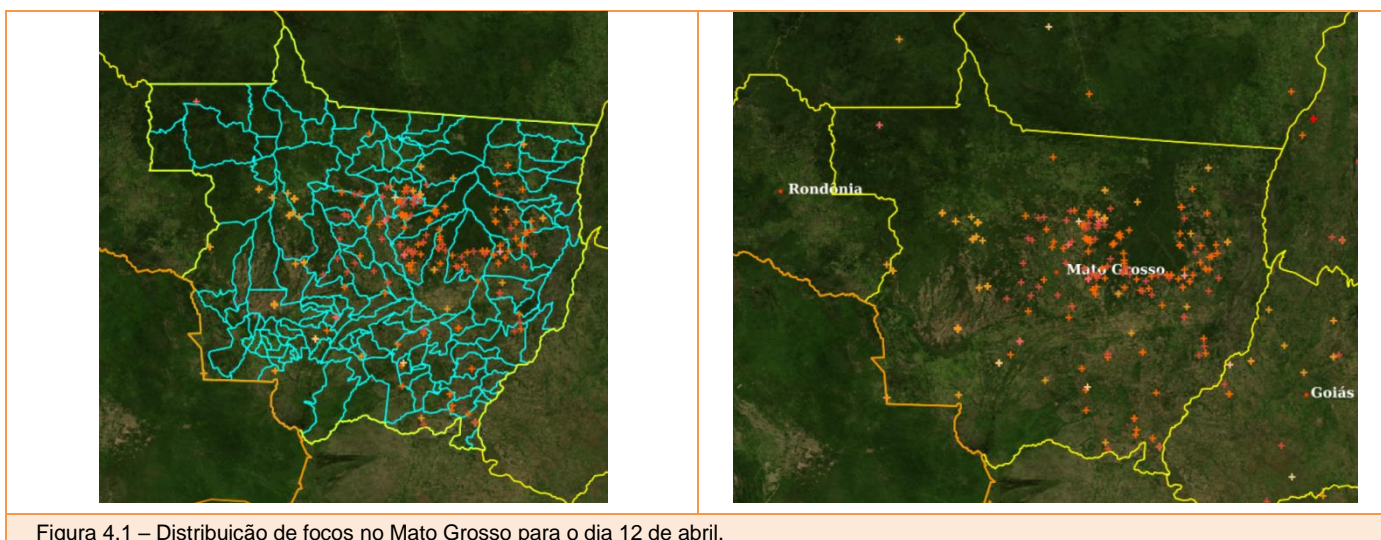 Rondônia
Mato Grosso
Goiás
Figura 4.1 – Distribuição de focos no Mato Grosso para o dia 12 de abril.